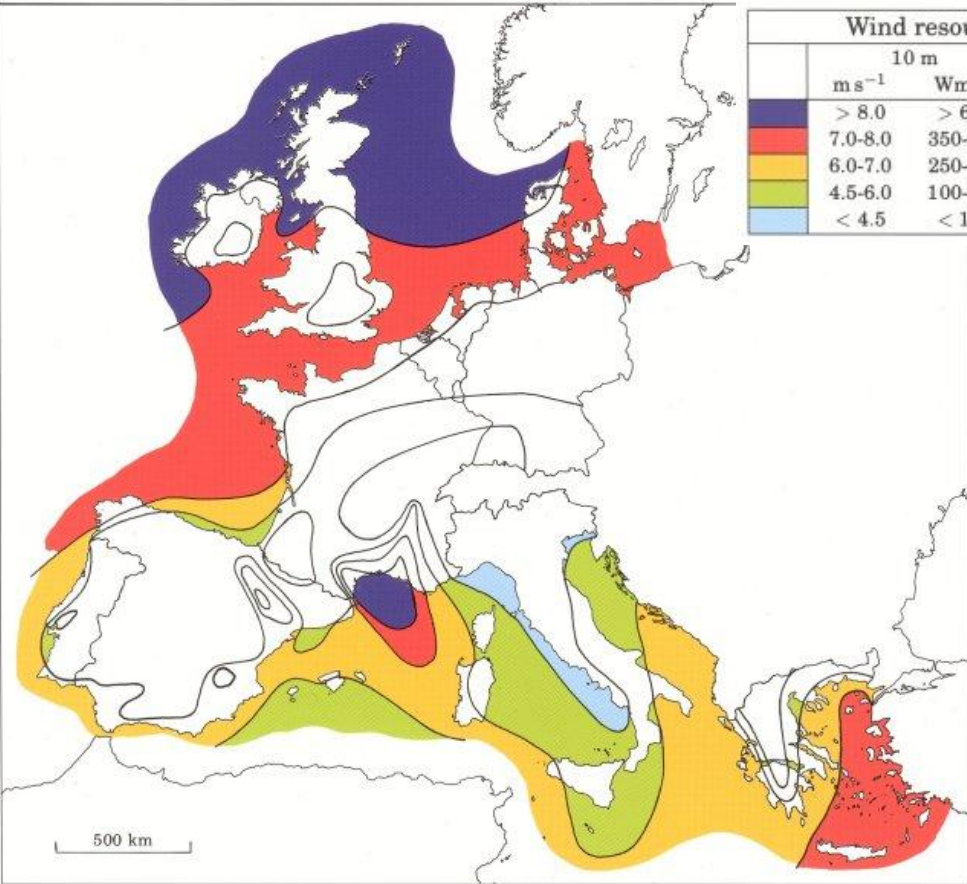 Wind resou
10 m
m s⁻¹ Wm
> 8.0 > 6
7.0-8.0 350-
6.0-7.0 250-
4.5-6.0 100-
< 4.5 < 1
500 km